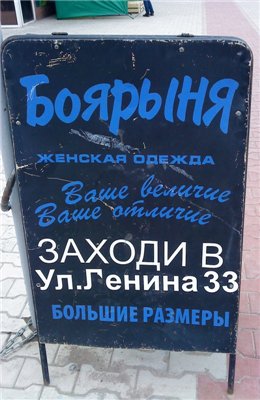 Боярыня
ЖЕНСКАЯ ОДЕЖДА
Ваше величие
Ваше отличие
ЗАХОДИ В
Ул.Генина 33
БОЛЬШИЕ РАЗМЕРЫ